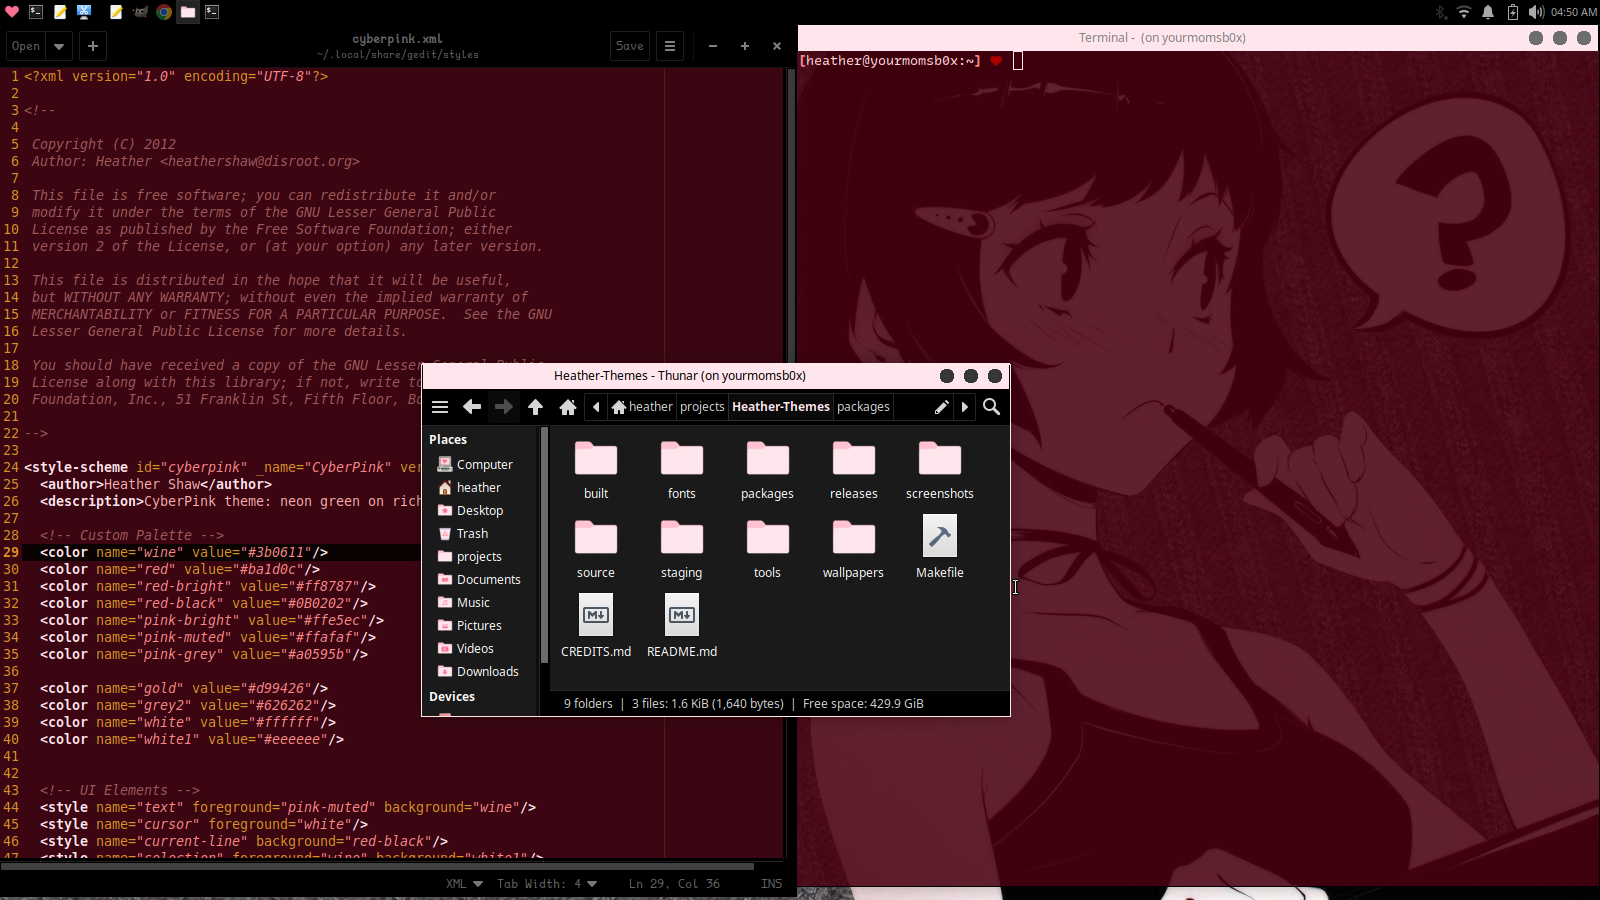 04:50 AM
Open
cyberpink.xml
~/.local/share/gedit/styles
Save
1 <?xml version="1.0" encoding="UTF-8"?>
2
3 <!--
4
5 Copyright (C) 2012
6 Author: Heather <heathershaw@disroot.org>
7
8 This file is free software; you can redistribute it and/or
9 modify it under the terms of the GNU Lesser General Public
10 License as published by the Free Software Foundation; either
11 version 2 of the License, or (at your option) any later version.
12
13 This file is distributed in the hope that it will be useful,
14 but WITHOUT ANY WARRANTY; without even the implied warranty of
15 MERCHANTABILITY or FITNESS FOR A PARTICULAR PURPOSE.  See the GNU
16 Lesser General Public License for more details.
17
18 You should have received a copy of the GNU Lesser General Public
19 License along with this library; if not, write to
20 Foundation, Inc., 51 Franklin St, Fifth Floor, Bo
21
22 -->
23
24 <style-scheme id="cyberpink" _name="CyberPink" ver
25 <author>Heather Shaw</author>
26 <description>CyberPink theme: neon green on rich
27
28 <!-- Custom Palette -->
29 <color name="wine" value="#3b0611"/>
30 <color name="red" value="#ba1d0c"/>
31 <color name="red-bright" value="#ff8787"/>
32 <color name="red-black" value="#0B0202"/>
33 <color name="pink-bright" value="#ffe5ec"/>
34 <color name="pink-muted" value="#ffafaf"/>
35 <color name="pink-grey" value="#a0595b"/>
36
37 <color name="gold" value="#d99426"/>
38 <color name="grey2" value="#626262"/>
39 <color name="white" value="#ffffff"/>
40 <color name="white1" value="#eeeeee"/>
41
42
43 <!-- UI Elements -->
44 <style name="text" foreground="pink-muted" background="wine"/>
45 <style name="cursor" foreground="white"/>
46 <style name="current-line" background="red-black"/>
47 <style name="selection" foreground="wine" background="white1"/>
XML
Tab Width: 4
Ln 29, Col 36
INS
Terminal - (on yourmomsb0x)
[heather@yourmomsb0x:~] ♥
?
Heather-Themes - Thunar (on yourmomsb0x)
heather
projects
Heather-Themes
packages
Places
Computer
heather
Desktop
Trash
projects
Documents
Music
Pictures
Videos
Downloads
Devices
built
fonts
packages
releases
screenshots
source
staging
tools
wallpapers
Makefile
CREDITS.md
README.md
9 folders | 3 files: 1.6 KiB (1,640 bytes) | Free space: 429.9 GiB